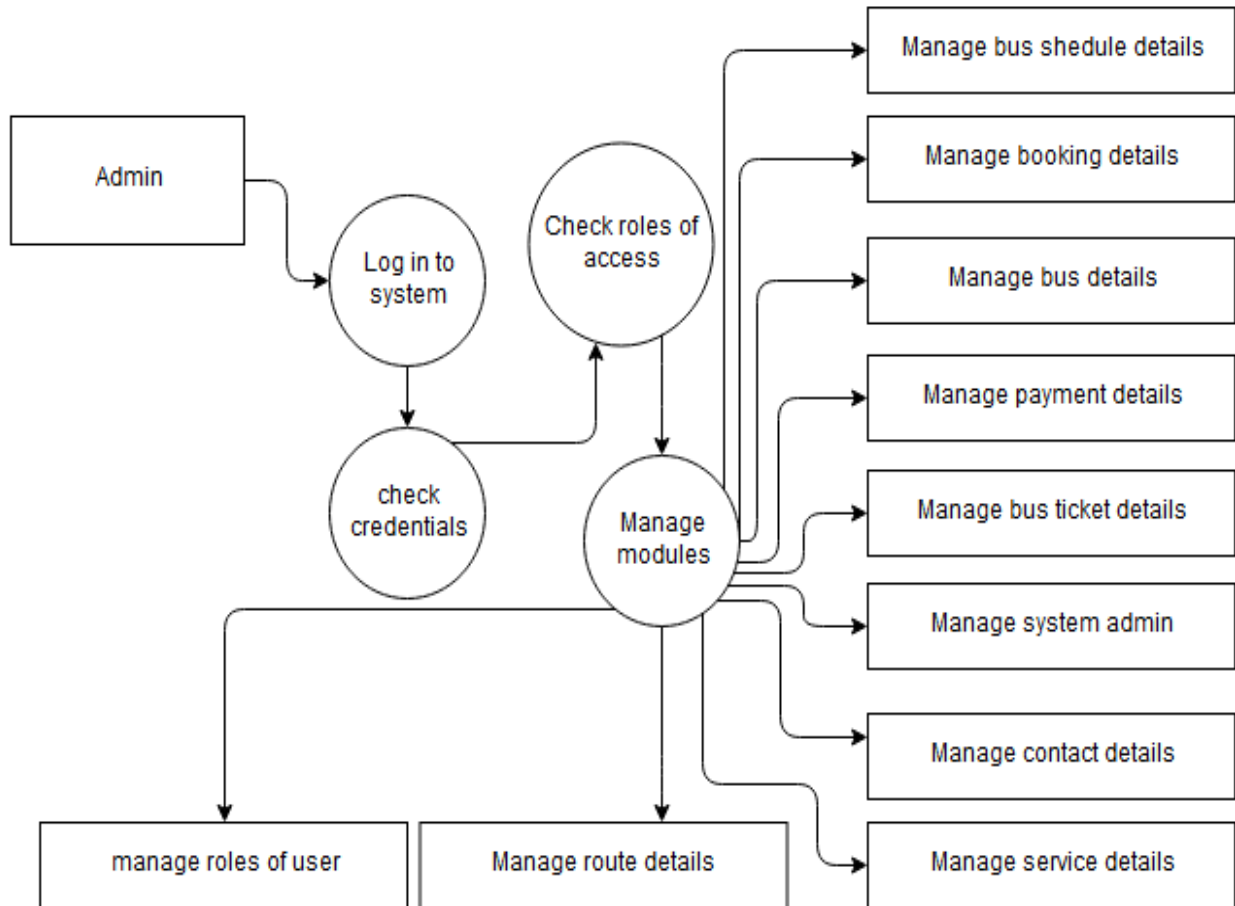 Manage bus shedule details
Admin
Manage booking details
Check roles of
access
Log in to
system
Manage bus details
Manage payment details
check
credentials
Manage
modules
Manage bus ticket details
Manage system admin
Manage contact details
manage roles of user
Manage route details
Manage service details